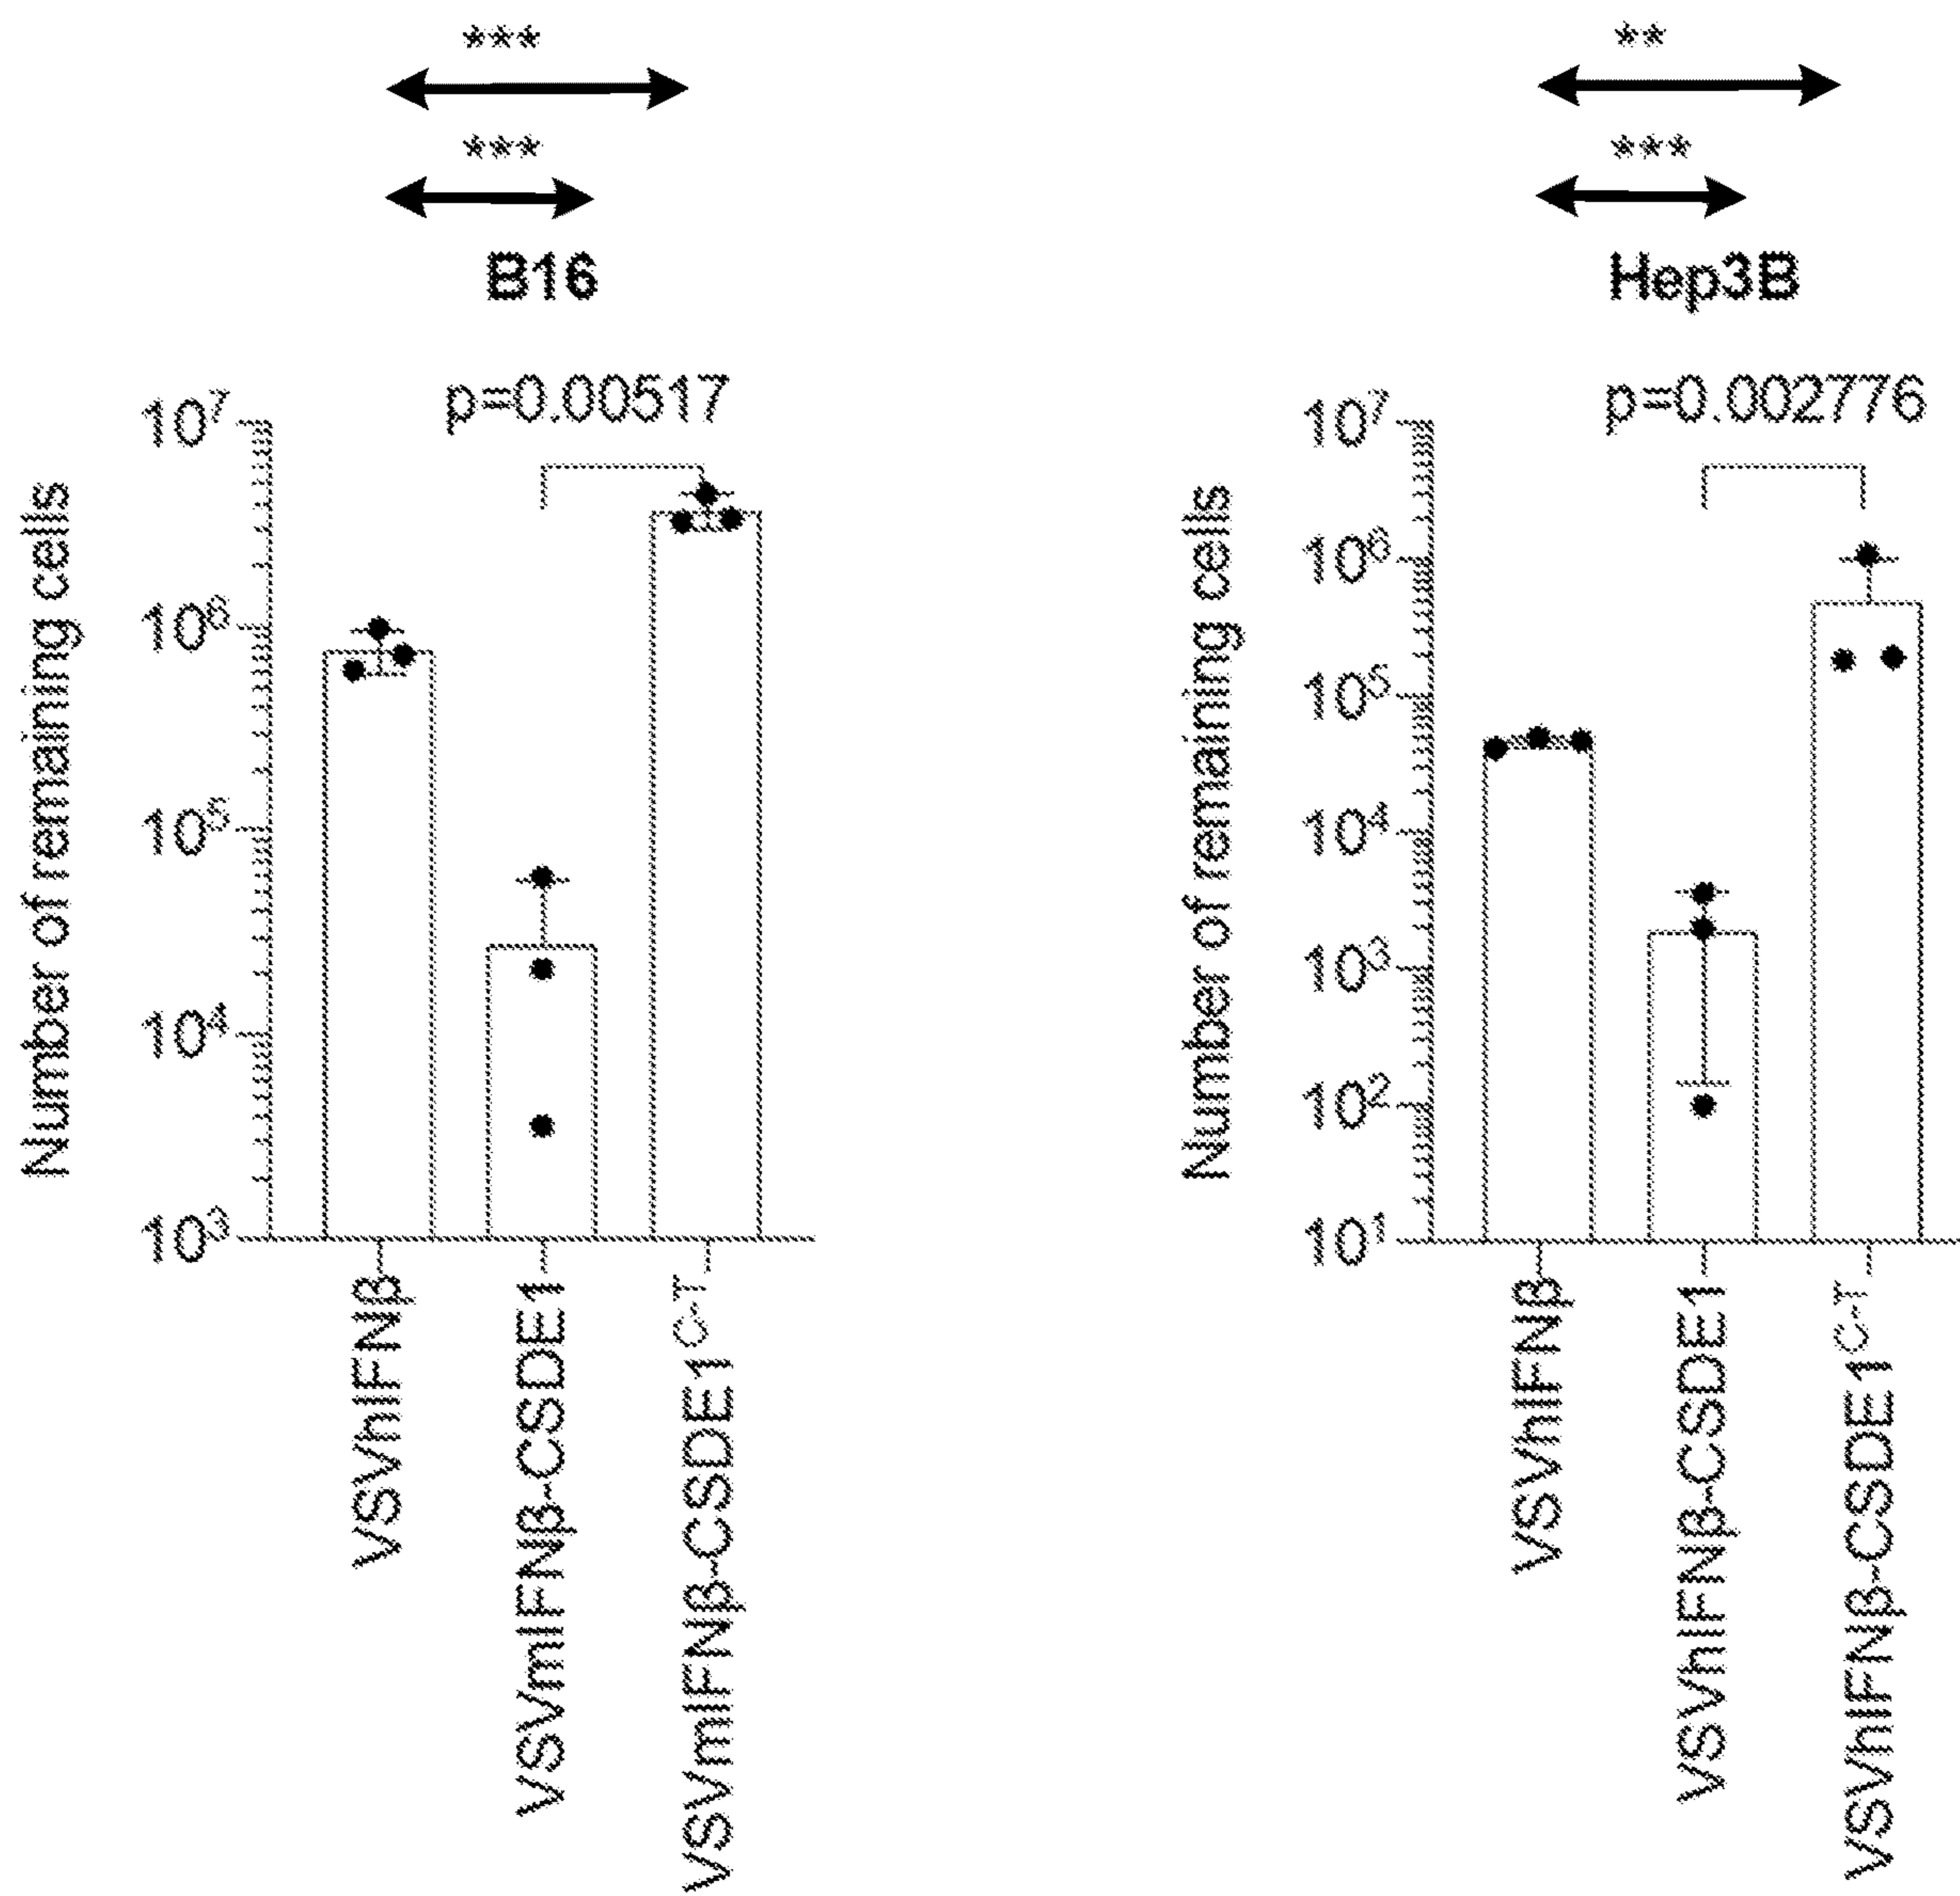 ***
***
B16
p=0.00517
Number of remaining cells
10⁷
10⁶
10⁵
10⁴
10³
VSVhIFNβ
VSVmIFNβ-CSDE1
VSVmIFNβ-CSDE1ᶜ⁻ᵀ
**
***
Hep3B
p=0.002776
Number of remaining cells
10⁷
10⁶
10⁵
10⁴
10³
10²
10¹
VSVhIFNβ
VSVhIFNβ-CSDE1
VSVhIFNβ-CSDE1ᶜ⁻ᵀ